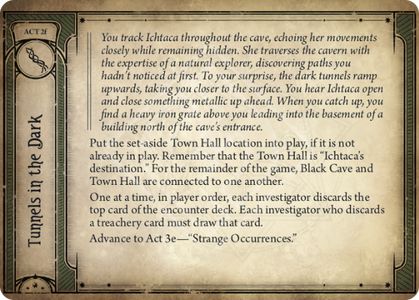 ACT 2f
Tunnels in the Dark
You track Ichtaca throughout the cave, echoing her movements
closely while remaining hidden. She traverses the cavern with
the expertise of a natural explorer, discovering paths you
hadn't noticed at first. To your surprise, the dark tunnels ramp
upwards, taking you closer to the surface. You hear Ichtaca open
and close something metallic up ahead. When you catch up, you
find a heavy iron grate above you leading into the basement of a
building north of the cave's entrance.
Put the set-aside Town Hall location into play, if it is not
already in play. Remember that the Town Hall is “Ichtaca's
destination.” For the remainder of the game, Black Cave and
Town Hall are connected to one another.
One at a time, in player order, each investigator discards the
top card of the encounter deck. Each investigator who discards
a treachery card must draw that card.
Advance to Act 3e—“Strange Occurrences.”